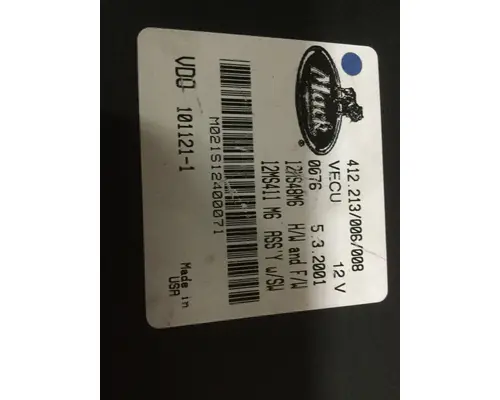 Mack
®
412.213/006/008
VECU 12 V
0676 5.3.2001
12MS48M6 H/W and F/W
12MS411 M6 ASS'Y w/SW
M021S12400071
VDO 101121-1
Made in
USA